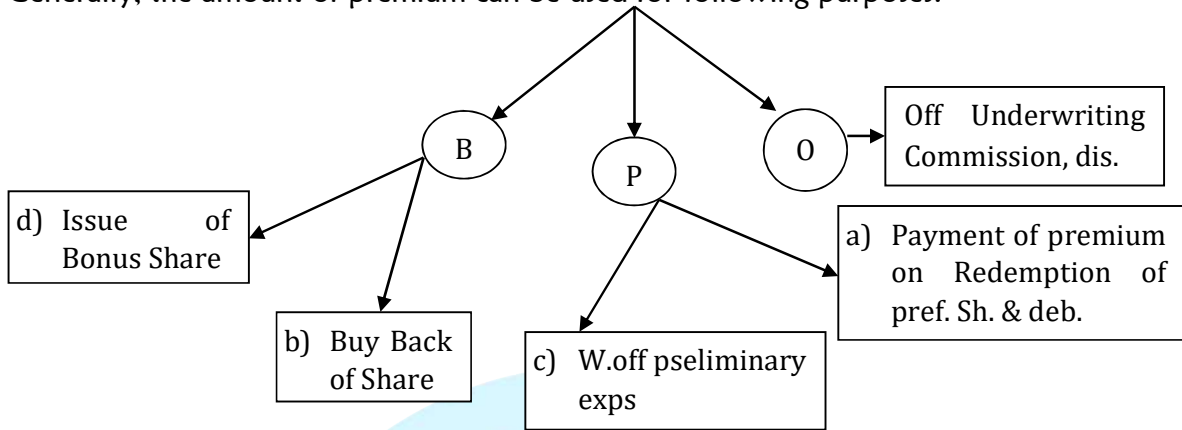 Generally, the amount of premium can be used for following purposes:
B
P
O
Off Underwriting
Commission, dis.
d) Issue of
Bonus Share
b) Buy Back
of Share
c) W.off pseliminary
exps
a) Payment of premium
on Redemption of
pref. Sh. & deb.